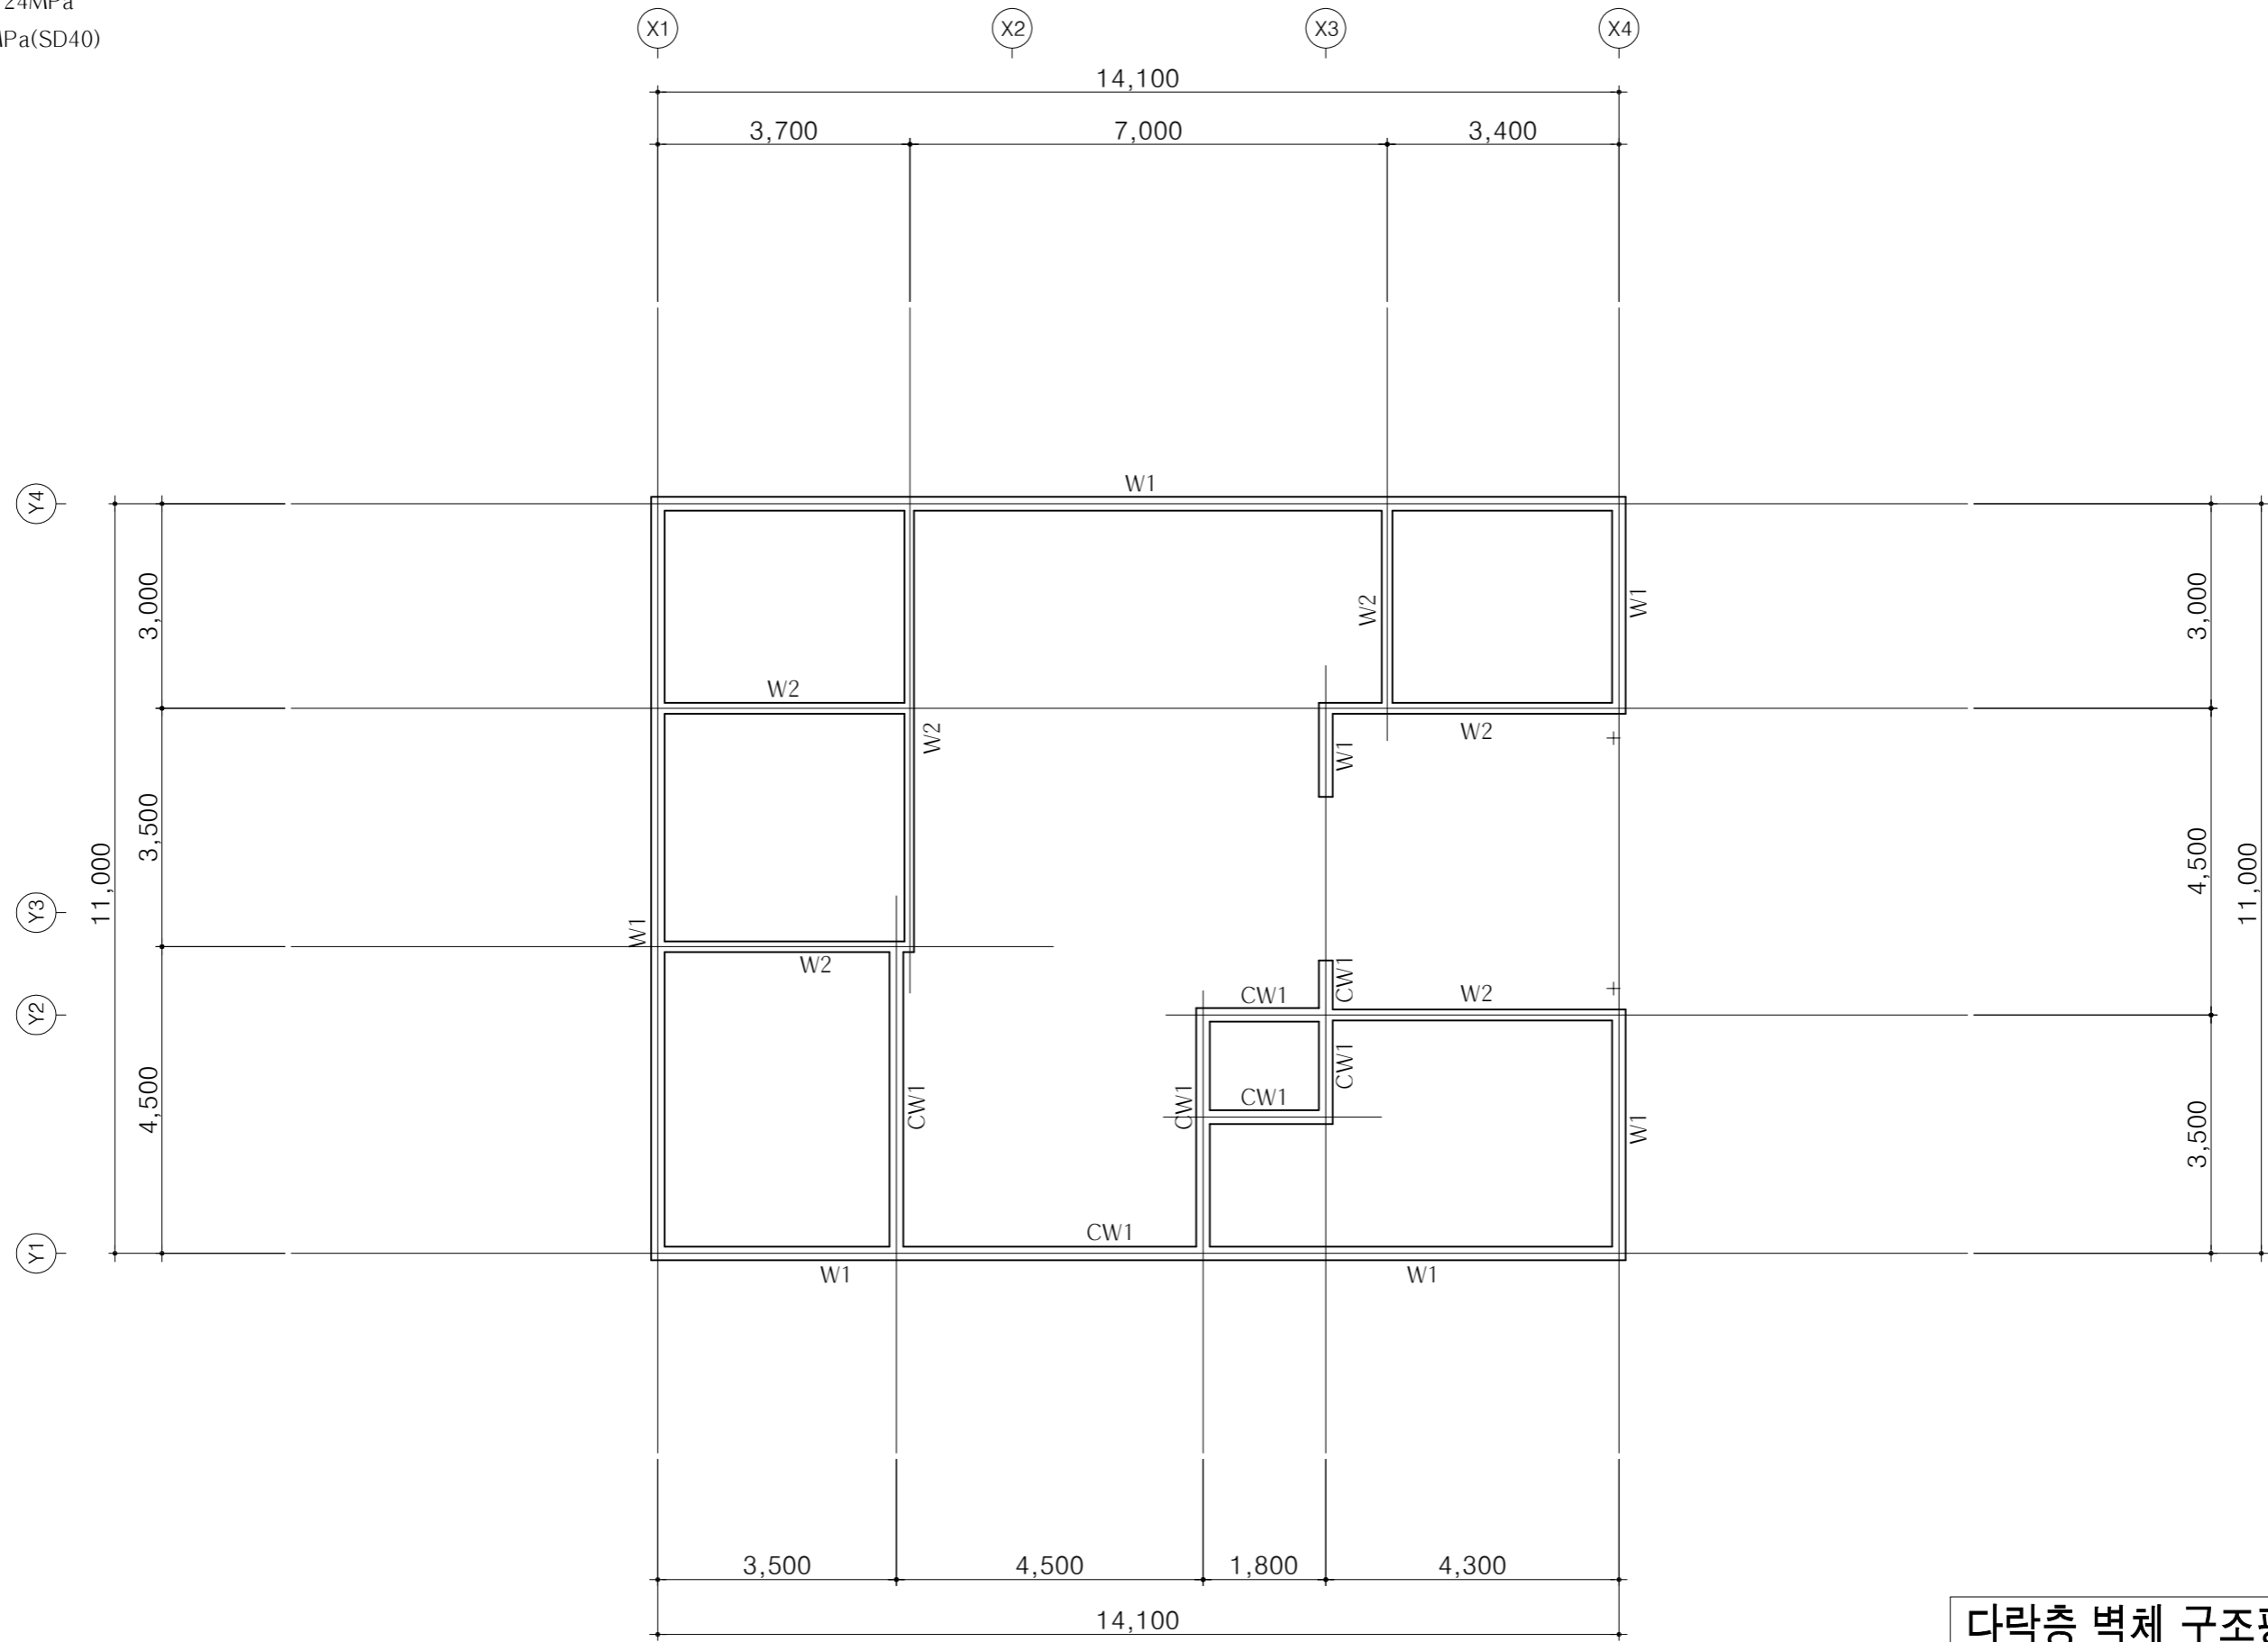 24MPa
MPa(SD40)
X1 X2 X3 X4
14,100
3,700 7,000 3,400
W1
Y4
3,000
W2
W1
3,000
W2
W2
W2
W1
3,500
11,000
4,500
11,000
Y3
W1
W2
CW1
CW1
W2
Y2
CW1
CW1
4,500
CW1
CW1
W1
3,500
CW1
Y1
W1
W1
3,500 4,500 1,800 4,300
14,100
다락층 벽체